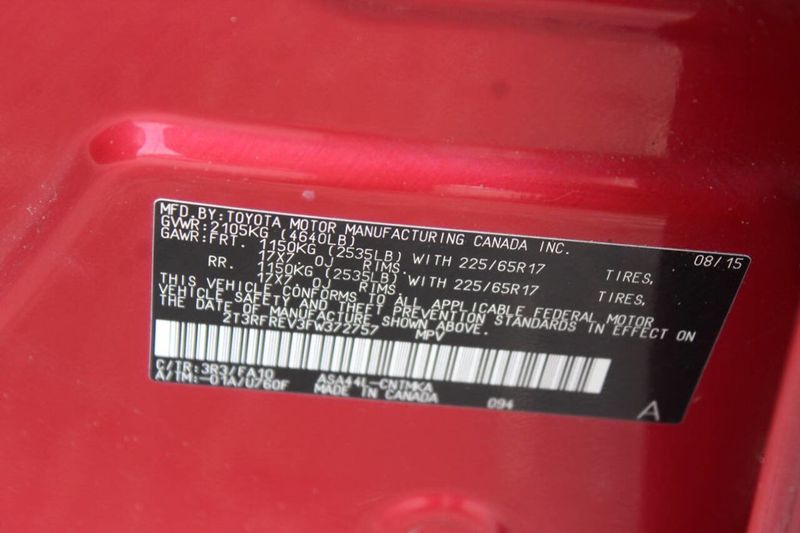 MFD.BY:TOYOTA MOTOR MANUFACTURING CANADA INC. 08/15
GVWR:2105KG (4640LB)
GAWR:FRT. 1150KG (2535LB) WITH 225/65R17 TIRES,
17X7.0J RIMS.
RR. 1150KG (2535LB) WITH 225/65R17 TIRES,
17X7.0J RIMS.
THIS VEHICLE CONFORMS TO ALL APPLICABLE FEDERAL MOTOR
VEHICLE SAFETY AND THEFT PREVENTION STANDARDS IN EFFECT ON
THE DATE OF MANUFACTURE SHOWN ABOVE.
2T3RFREV3FW372757 MPV
C/TR:3R3/FA10 ASA44L-CNTMKA
A/TM:-01A/U760F MADE IN CANADA 094 A